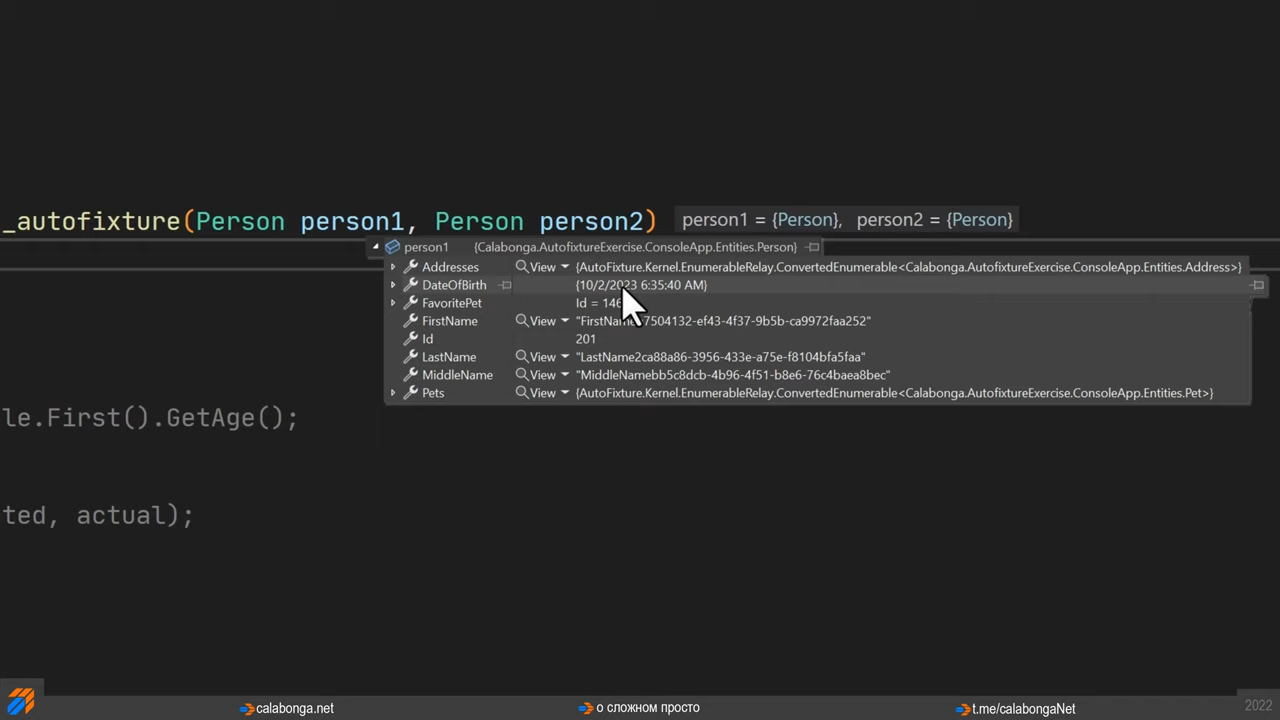 _autofixture(Person person1, Person person2) person1 = {Person}, person2 = {Person}
person1 {Calabonga.AutofixtureExercise.ConsoleApp.Entities.Person}
Addresses View {AutoFixture.Kernel.EnumerableRelay.ConvertedEnumerable<Calabonga.AutofixtureExercise.ConsoleApp.Entities.Address>}
DateOfBirth {10/2/2023 6:35:40 AM}
FavoritePet Id = 146
FirstName View
Id 201
LastName View "LastName2ca88a86-3956-433e-a75e-f8104bfa5faa"
MiddleName View "MiddleNamebb5c8dcb-4b96-4f51-b8e6-76c4baea8bec"
Pets View {AutoFixture.Kernel.EnumerableRelay.ConvertedEnumerable<Calabonga.AutofixtureExercise.ConsoleApp.Entities.Pet>}
le.First().GetAge();
ted, actual);
calabonga.net о сложном просто t.me/calabongaNet 2022